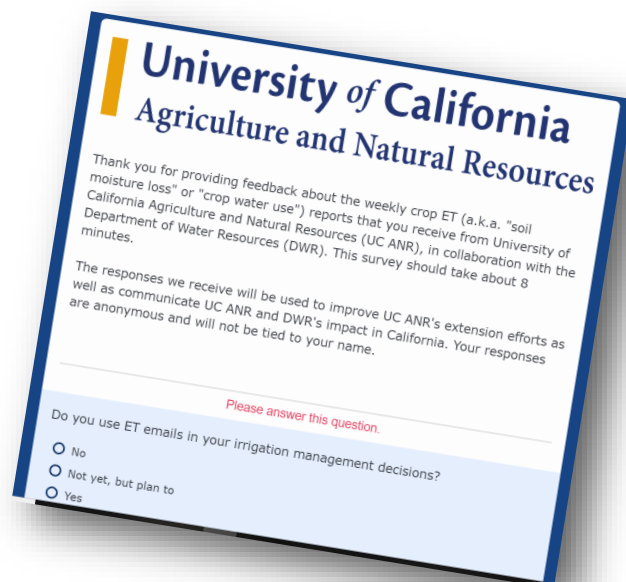 University of California
Agriculture and Natural Resources
Thank you for providing feedback about the weekly crop ET (a.k.a. "soil
moisture loss" or "crop water use") reports that you receive from University of
California Agriculture and Natural Resources (UC ANR), in collaboration with the
Department of Water Resources (DWR). This survey should take about 8
minutes.
The responses we receive will be used to improve UC ANR's extension efforts as
well as communicate UC ANR and DWR's impact in California. Your responses
are anonymous and will not be tied to your name.
Please answer this question.
Do you use ET emails in your irrigation management decisions?
No
Not yet, but plan to
Yes